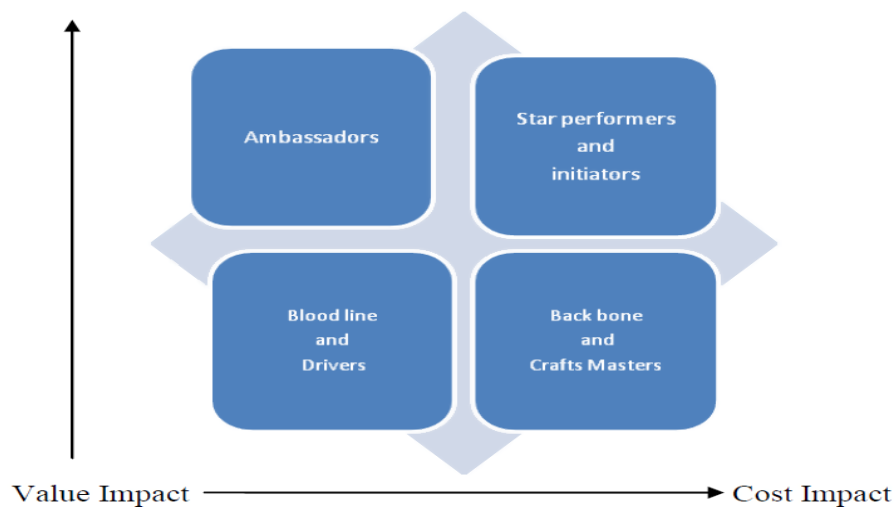 Ambassadors
Star performers
and
initiators
Blood line
and
Drivers
Back bone
and
Crafts Masters
Value Impact
Cost Impact